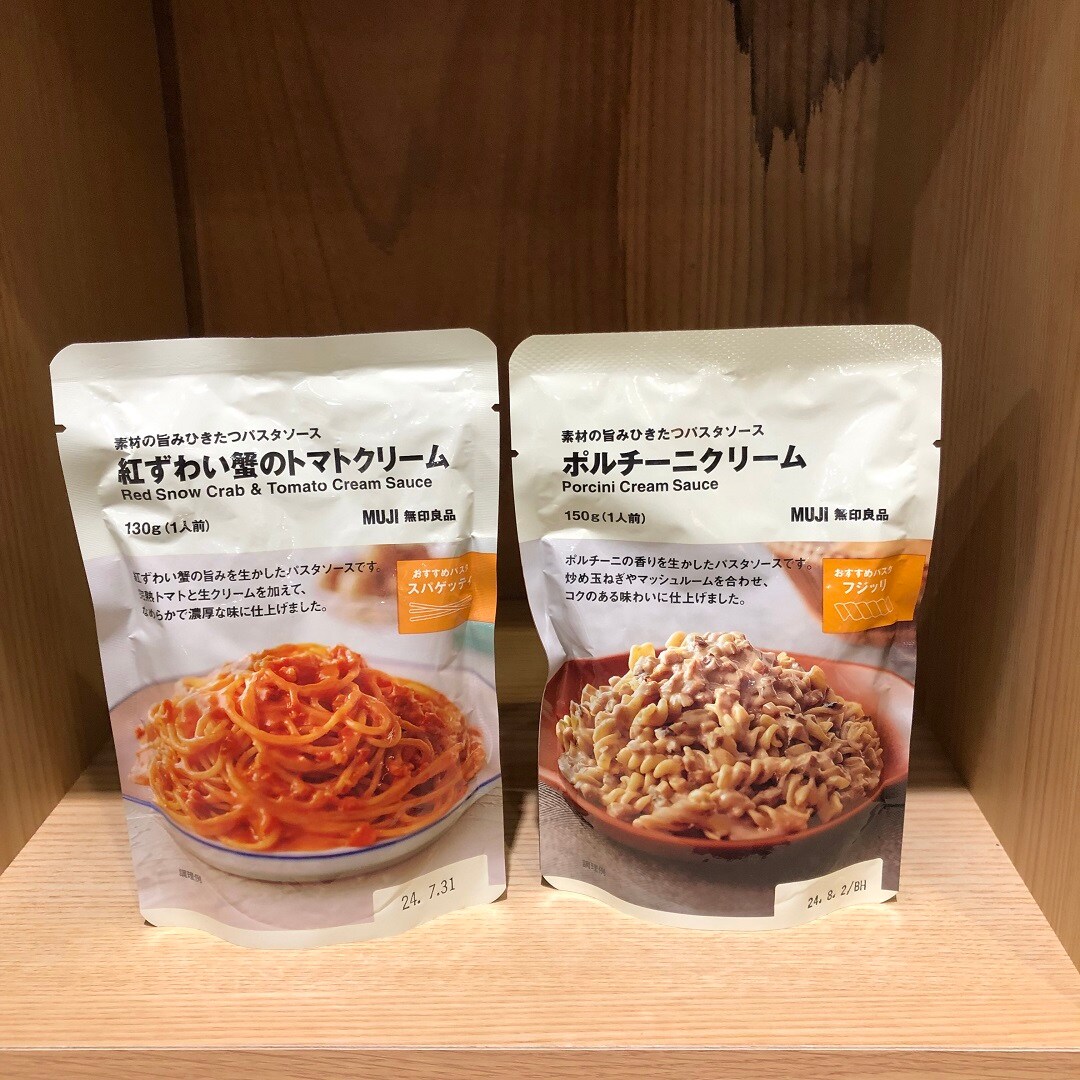 素材の旨みひきたつパスタソース
紅ずわい蟹のトマトクリーム
Red Snow Crab & Tomato Cream Sauce
130g(1人前)
MUJI 無印良品
紅ずわい蟹の旨みを生かしたパスタソースです。
完熟トマトと生クリームを加えて、
なめらかで濃厚な味に仕上げました。
おすすめパスタ
スパゲッティ
調理例
24. 7.31
素材の旨みひきたつパスタソース
ポルチーニクリーム
Porcini Cream Sauce
150g(1人前)
MUJI 無印良品
ポルチーニの香りを生かしたパスタソースです。
炒め玉ねぎやマッシュルームを合わせ、
コクのある味わいに仕上げました。
おすすめパスタ
フジッリ
調理例
24. 8. 2/BH